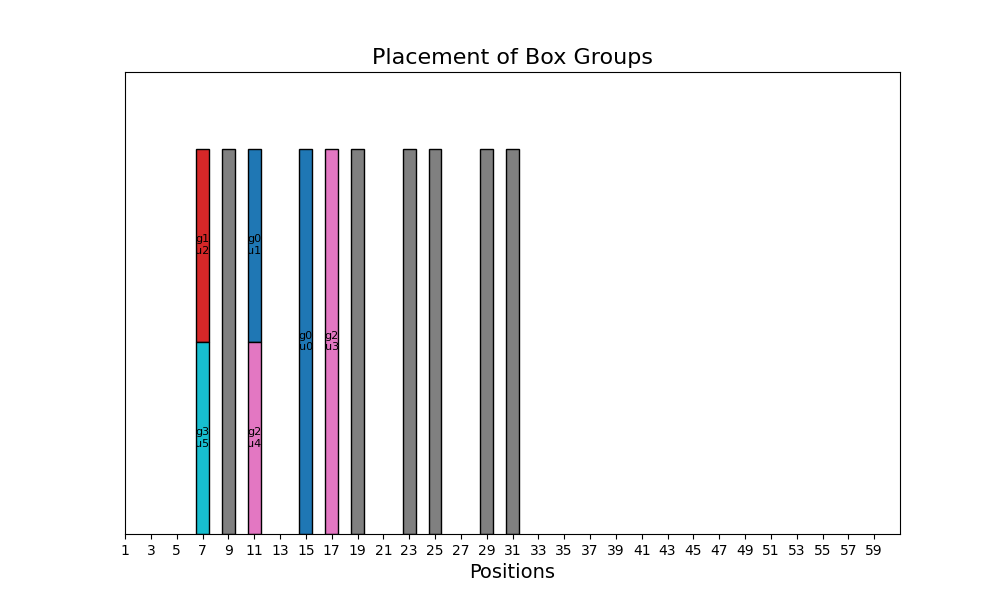 Placement of Box Groups
g1
u2
g0
u1
g0
u0
g2
u3
g3
u5
g2
u4
1 3 5 7 9 11 13 15 17 19 21 23 25 27 29 31 33 35 37 39 41 43 45 47 49 51 53 55 57 59
Positions